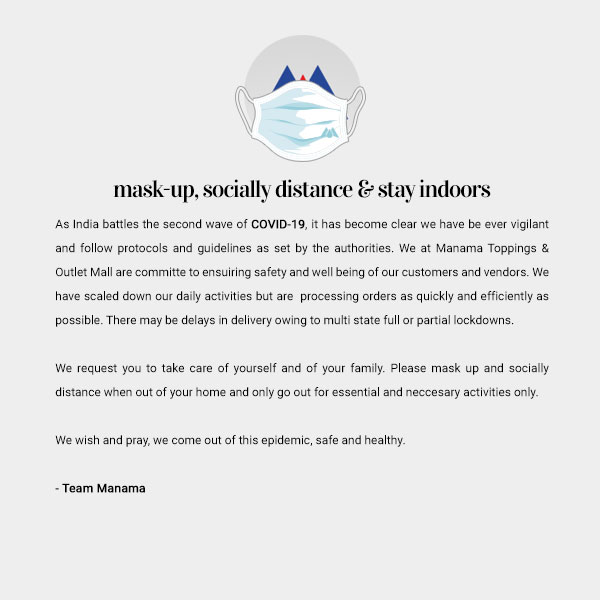 mask-up, socially distance & stay indoors
As India battles the second wave of COVID-19, it has become clear we have be ever vigilant
and follow protocols and guidelines as set by the authorities. We at Manama Toppings &
Outlet Mall are committe to ensuiring safety and well being of our customers and vendors. We
have scaled down our daily activities but are  processing orders as quickly and efficiently as
possible. There may be delays in delivery owing to multi state full or partial lockdowns.
We request you to take care of yourself and of your family. Please mask up and socially
distance when out of your home and only go out for essential and neccesary activities only.
We wish and pray, we come out of this epidemic, safe and healthy.
- Team Manama